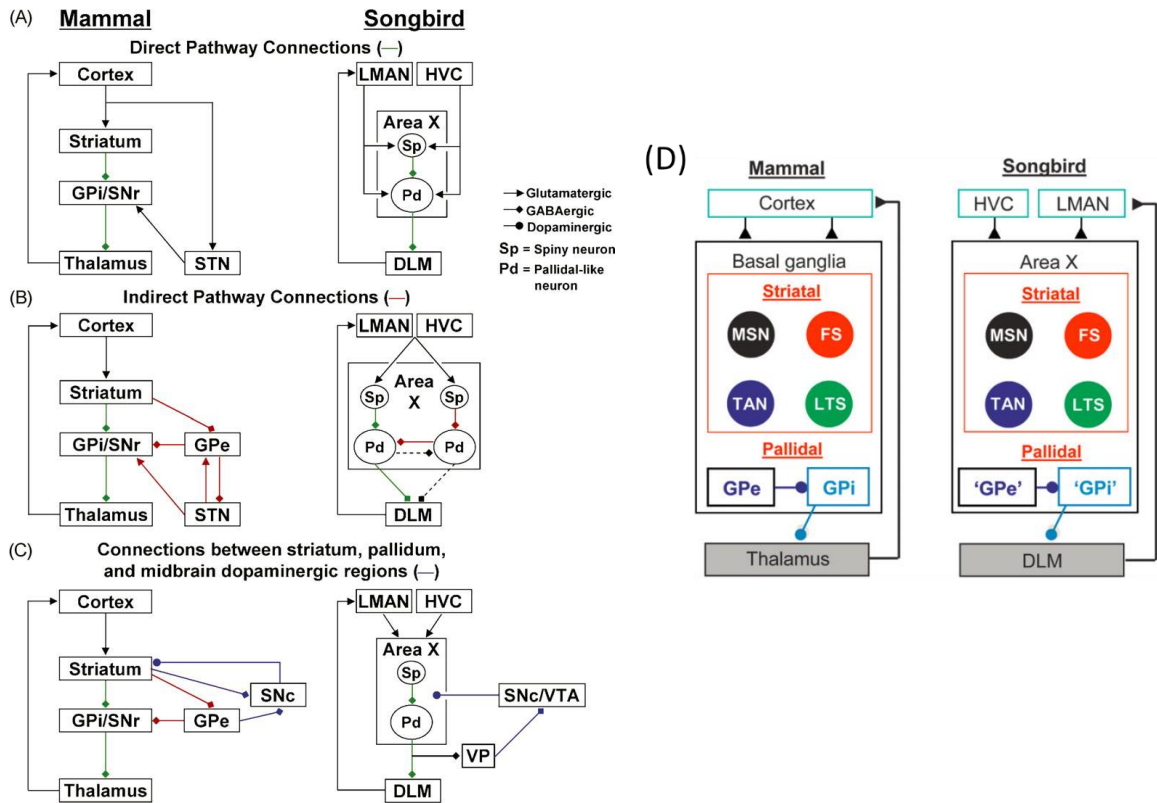 (A)
Mammal
Songbird
Direct Pathway Connections (—)
Cortex
Striatum
GPi/SNr
Thalamus
STN
LMAN
HVC
Area X
Sp
Pd
DLM
Glutamatergic
GABAergic
Dopaminergic
Sp = Spiny neuron
Pd = Pallidal-like
neuron
(B)
Indirect Pathway Connections (—)
Cortex
Striatum
GPi/SNr
GPe
Thalamus
STN
LMAN
HVC
Area
X
Sp
Sp
Pd
Pd
DLM
(C)
Connections between striatum, pallidum,
and midbrain dopaminergic regions (—)
Cortex
Striatum
SNc
GPi/SNr
GPe
Thalamus
LMAN
HVC
Area X
Sp
SNc/VTA
Pd
VP
DLM
(D)
Mammal
Cortex
Basal ganglia
Striatal
MSN
FS
TAN
LTS
Pallidal
GPe
GPi
Thalamus
Songbird
HVC
LMAN
Area X
Striatal
MSN
FS
TAN
LTS
Pallidal
‘GPe’
‘GPi’
DLM